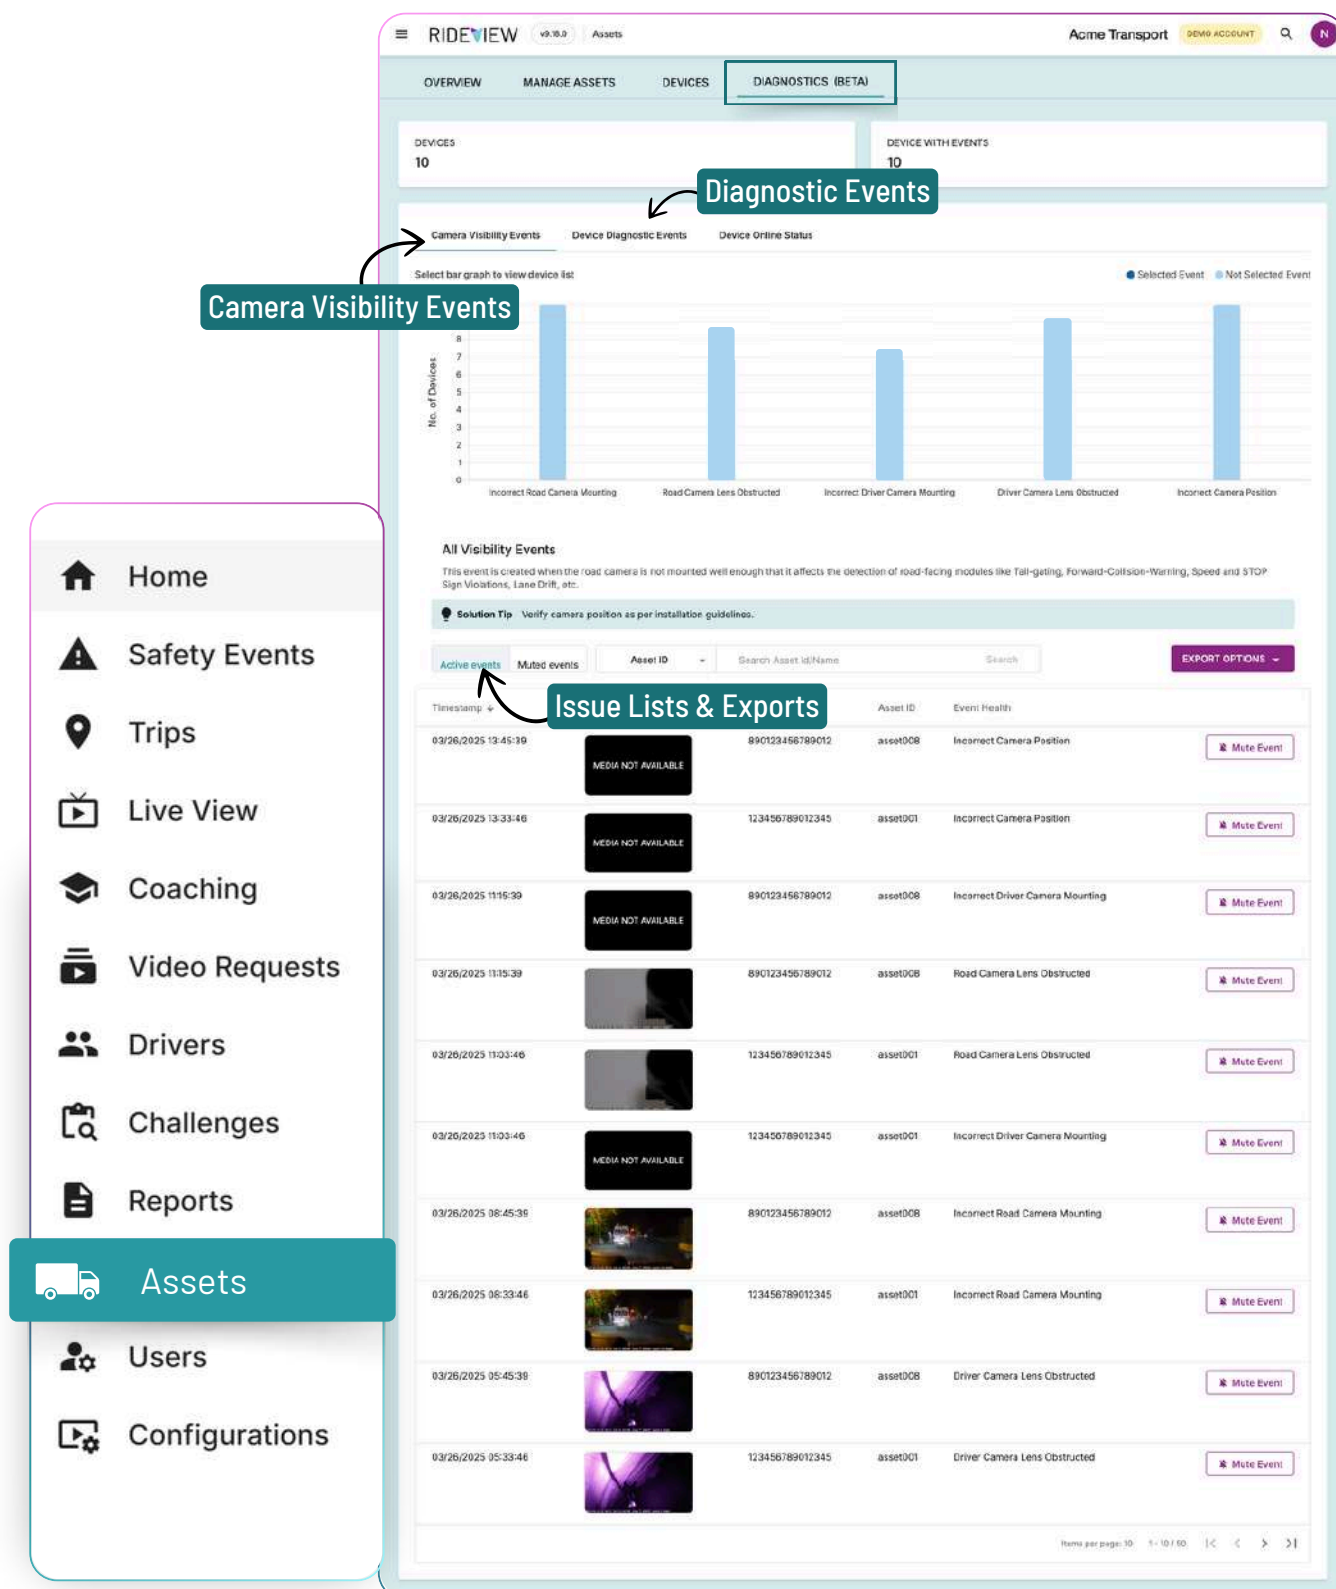 RIDEVIEW v9.18.0 Assets
Acme Transport DEMO ACCOUNT N
OVERVIEW MANAGE ASSETS DEVICES DIAGNOSTICS (BETA)
DEVICES
10
DEVICE WITH EVENTS
10
Diagnostic Events
Camera Visibility Events Device Diagnostic Events Device Online Status
Select bar graph to view device list
Selected Event Not Selected Event
Camera Visibility Events
No. of Devices
8
7
6
5
4
3
2
1
0
Incorrect Road Camera Mounting Road Camera Lens Obstructed Incorrect Driver Camera Mounting Driver Camera Lens Obstructed Incorrect Camera Position
All Visibility Events
This event is created when the road camera is not mounted well enough that it affects the detection of road-facing modules like Tail-gating, Forward-Collision-Warning, Speed and STOP
Sign Violations, Lane Drift, etc.
Solution Tip Verify camera position as per installation guidelines.
Active events Muted events Asset ID Search Asset Id/Name Search EXPORT OPTIONS
Issue Lists & Exports
Timestamp Asset ID Event Health
03/26/2025 13:45:39 MEDIA NOT AVAILABLE 890123456789012 asset008 Incorrect Camera Position Mute Event
03/26/2025 13:33:46 MEDIA NOT AVAILABLE 123456789012345 asset001 Incorrect Camera Position Mute Event
03/26/2025 11:15:39 MEDIA NOT AVAILABLE 890123456789012 asset008 Incorrect Driver Camera Mounting Mute Event
03/26/2025 11:15:39 890123456789012 asset008 Road Camera Lens Obstructed Mute Event
03/26/2025 11:03:46 123456789012345 asset001 Road Camera Lens Obstructed Mute Event
03/26/2025 11:03:46 MEDIA NOT AVAILABLE 123456789012345 asset001 Incorrect Driver Camera Mounting Mute Event
03/26/2025 08:45:39 890123456789012 asset008 Incorrect Road Camera Mounting Mute Event
03/26/2025 08:33:46 123456789012345 asset001 Incorrect Road Camera Mounting Mute Event
03/26/2025 05:45:39 890123456789012 asset008 Driver Camera Lens Obstructed Mute Event
03/26/2025 05:33:46 123456789012345 asset001 Driver Camera Lens Obstructed Mute Event
Items per page: 10 1 - 10 / 50
Home
Safety Events
Trips
Live View
Coaching
Video Requests
Drivers
Challenges
Reports
Assets
Users
Configurations